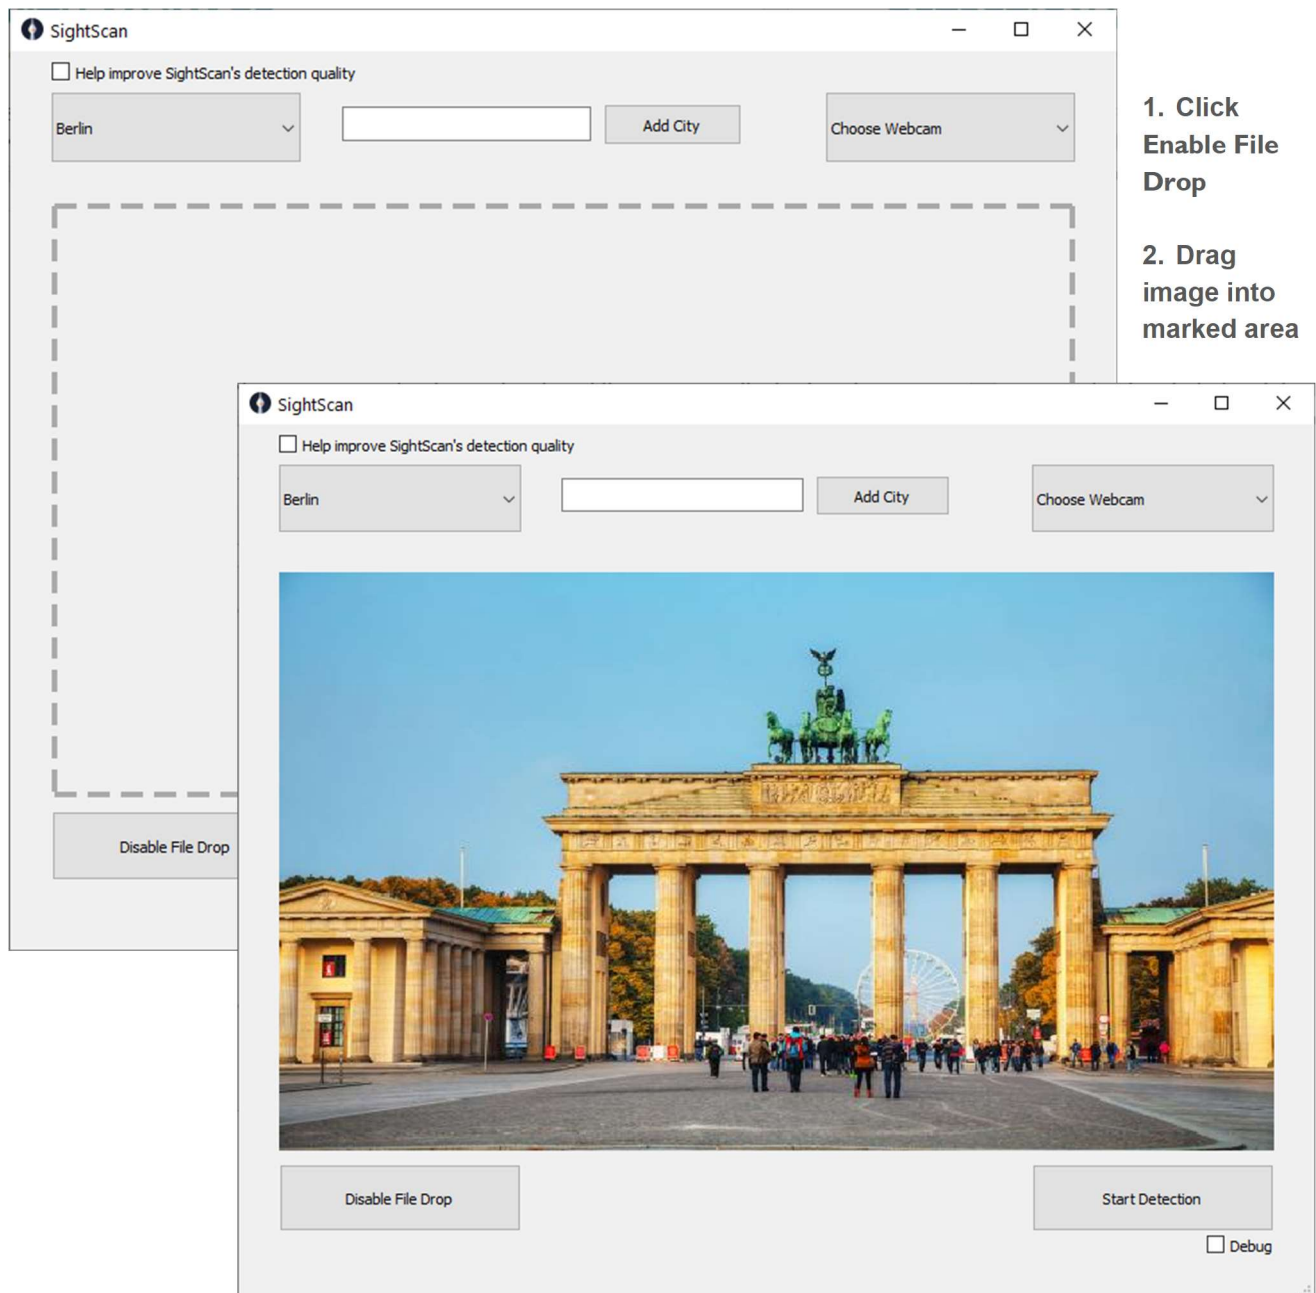 SightScan
Help improve SightScan's detection quality
Berlin
Add City
Choose Webcam
1. Click
Enable File
Drop
2. Drag
image into
marked area
Disable File Drop
SightScan
Help improve SightScan's detection quality
Berlin
Add City
Choose Webcam
Disable File Drop
Start Detection
Debug